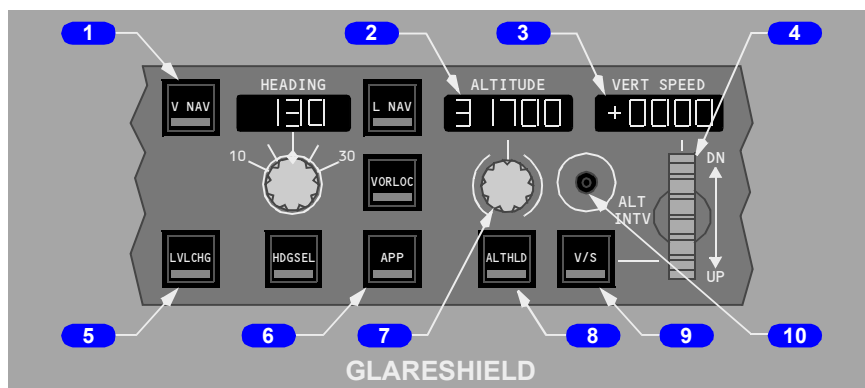 1 2 3 4
HEADING ALTITUDE VERT SPEED
V NAV 130 L NAV 31700 +0000
10 30 DN
VORLOC
ALT
INTV
LVLCHG HDGSEL APP ALTHLD V/S
UP
5 6 7 8 9 10
GLARESHIELD